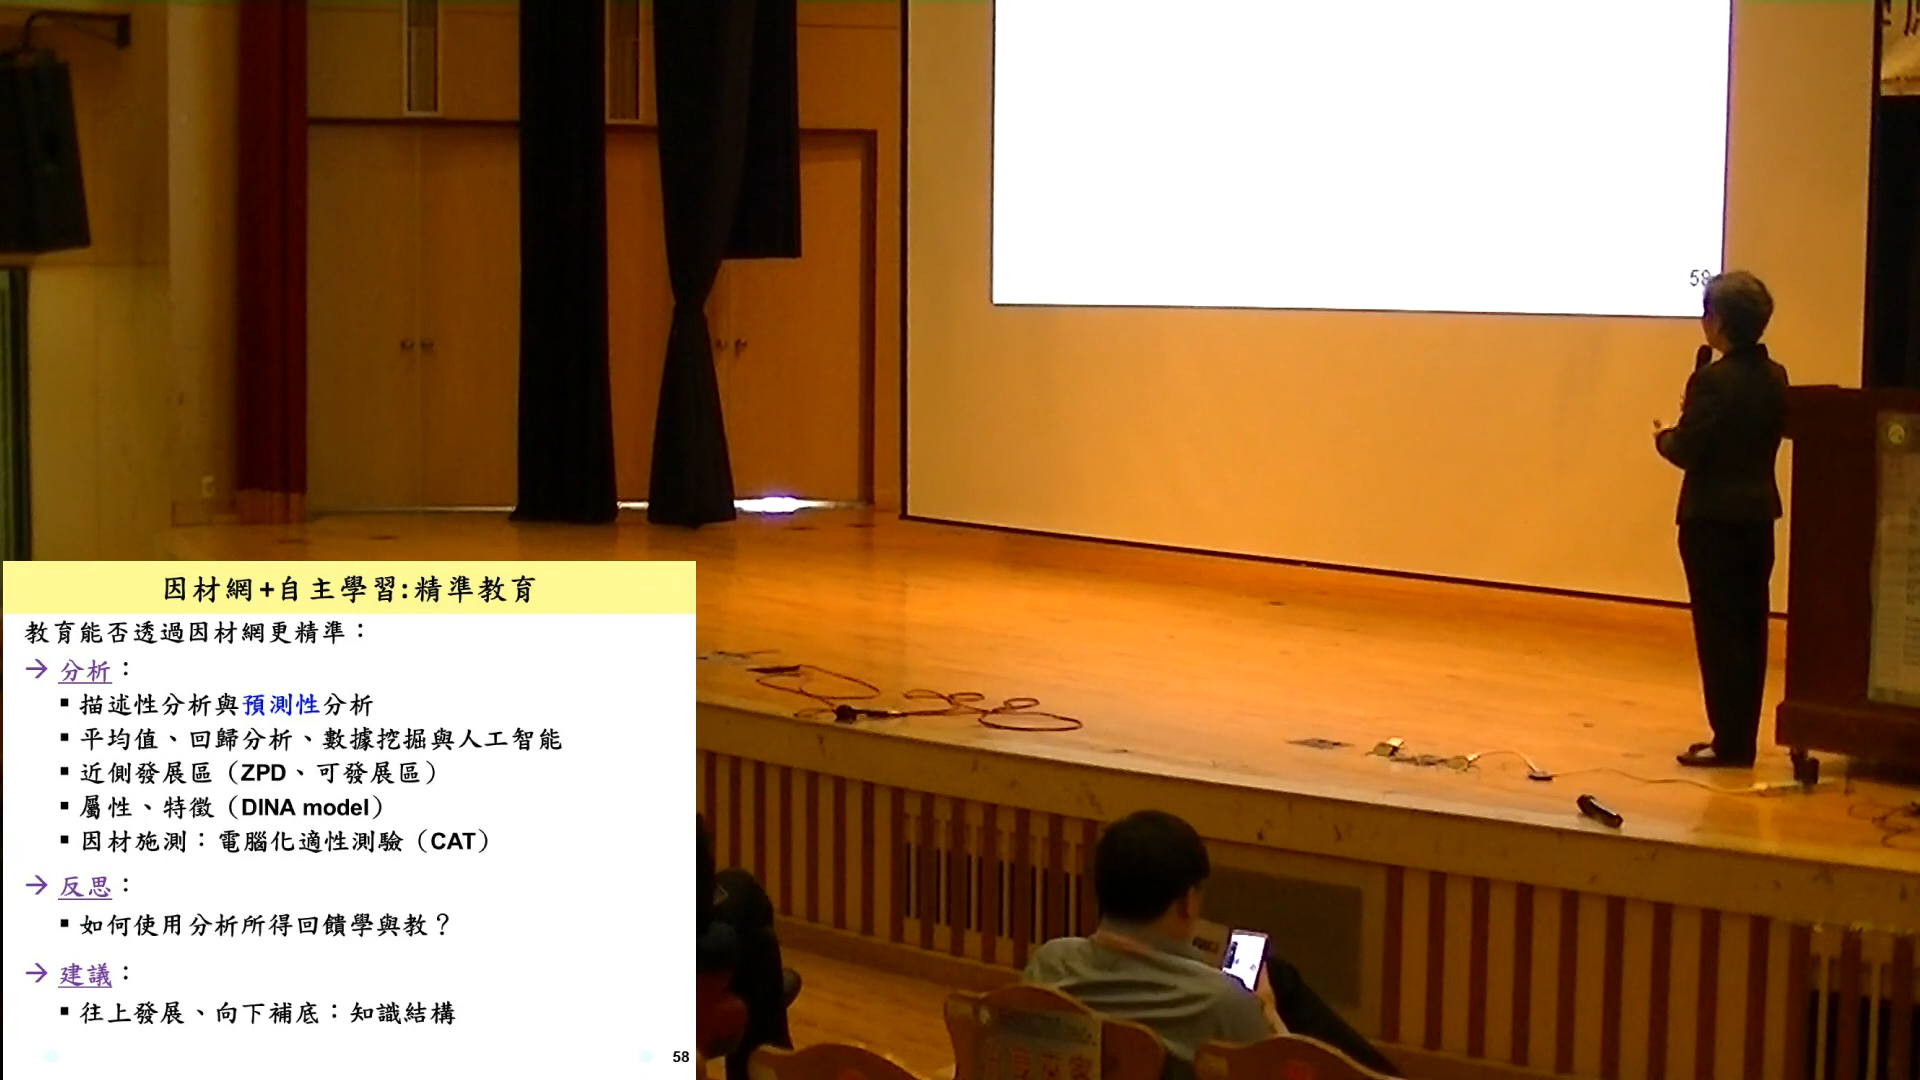 58
因材網+自主學習:精準教育
教育能否透過因材網更精準：
→ 分析：
▪ 描述性分析與預測性分析
▪ 平均值、回歸分析、數據挖掘與人工智能
▪ 近側發展區（ZPD、可發展區）
▪ 屬性、特徵（DINA model）
▪ 因材施測：電腦化適性測驗（CAT）
→ 反思：
▪ 如何使用分析所得回饋學與教？
→ 建議：
▪ 往上發展、向下補底：知識結構
58